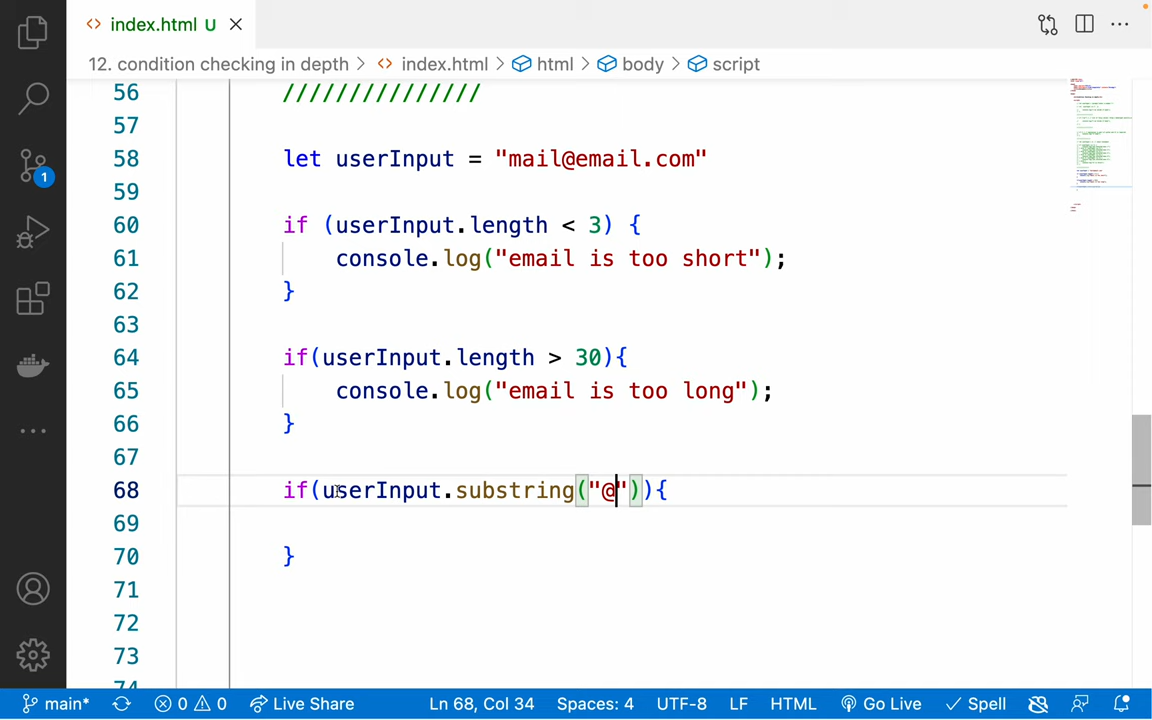 index.html U
12. condition checking in depth > index.html > html > body > script
56 ///////////////
57
58 let userInput = "mail@email.com"
59
60 if (userInput.length < 3) {
61 console.log("email is too short");
62 }
63
64 if(userInput.length > 30){
65 console.log("email is too long");
66 }
67
68 if(userInput.substring("@")){
69
70 }
71
72
73
74
1
main* 0 0 Live Share Ln 68, Col 34 Spaces: 4 UTF-8 LF HTML Go Live Spell